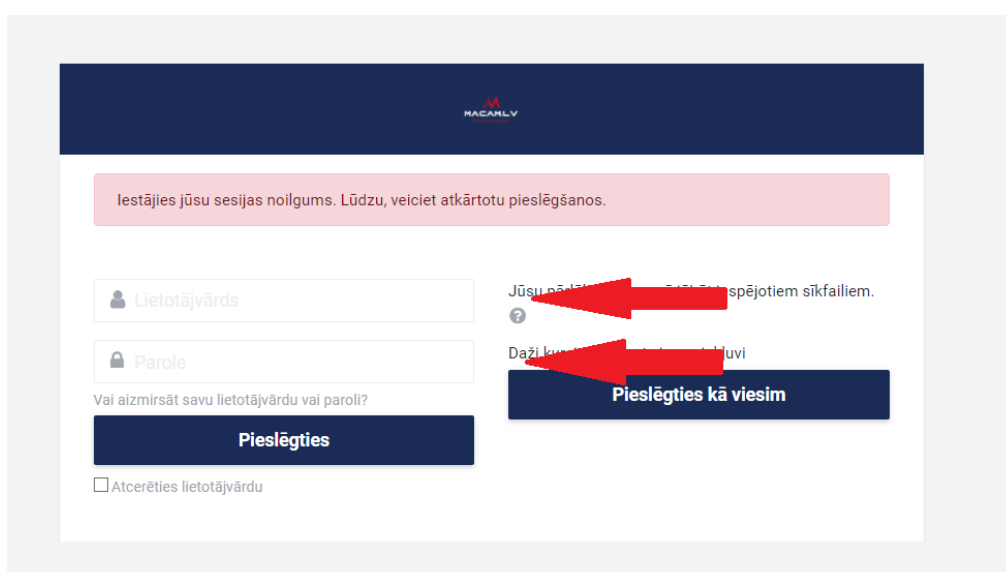 MACAMLV
Iestājies jūsu sesijas noilgums. Lūdzu, veiciet atkārtotu pieslēgšanos.
Lietotājvārds
Parole
Vai aizmirsāt savu lietotājvārdu vai paroli?
Pieslēgties
Atcerēties lietotājvārdu
Jūsu sīkfailiem.
Daži
Pieslēgties kā viesim